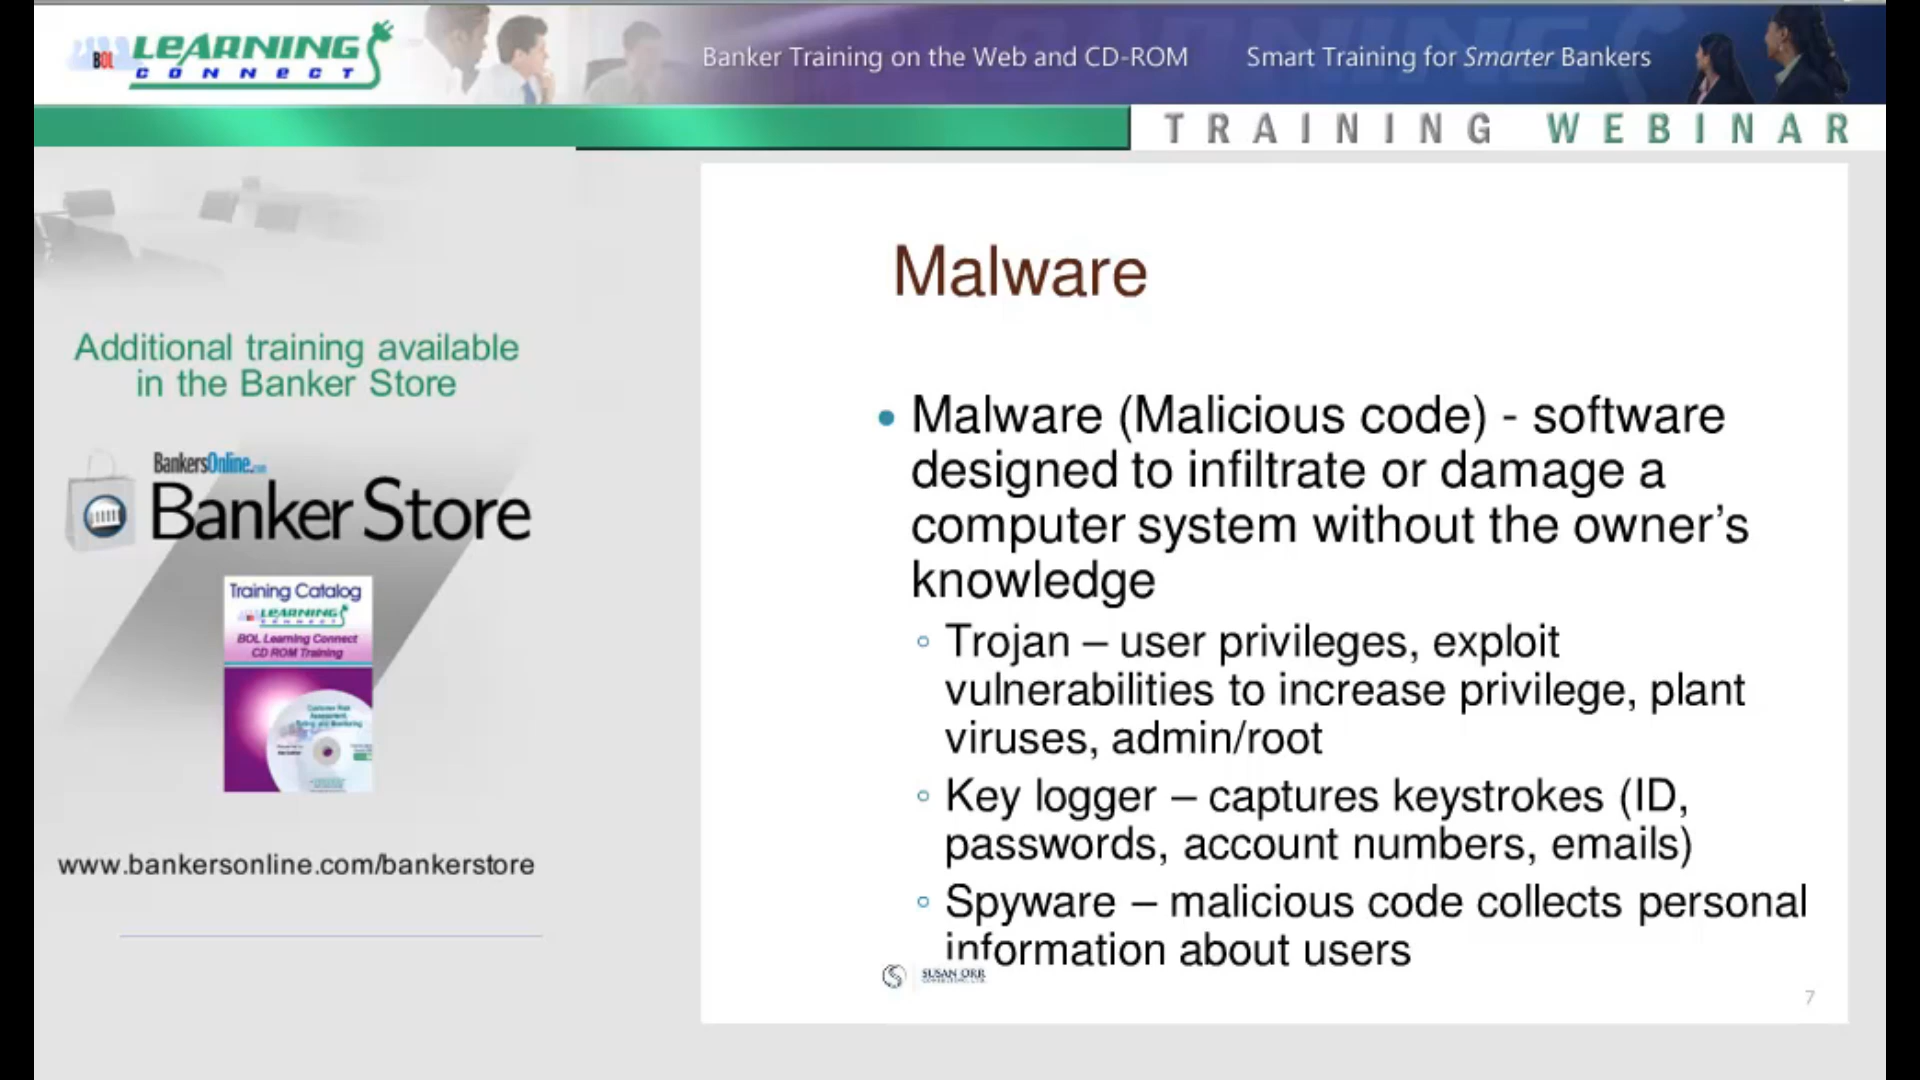 BOL LEARNING
CONNECT
Banker Training on the Web and CD-ROM Smart Training for Smarter Bankers
TRAINING WEBINAR
Additional training available
in the Banker Store
BankersOnline.com
Banker Store
Training Catalog
LEARNING
BOL Learning Connect
CD ROM Training
www.bankersonline.com/bankerstore
Malware
• Malware (Malicious code) - software
designed to infiltrate or damage a
computer system without the owner’s
knowledge
◦ Trojan – user privileges, exploit
vulnerabilities to increase privilege, plant
viruses, admin/root
◦ Key logger – captures keystrokes (ID,
passwords, account numbers, emails)
◦ Spyware – malicious code collects personal
information about users
SUSAN ORR
7